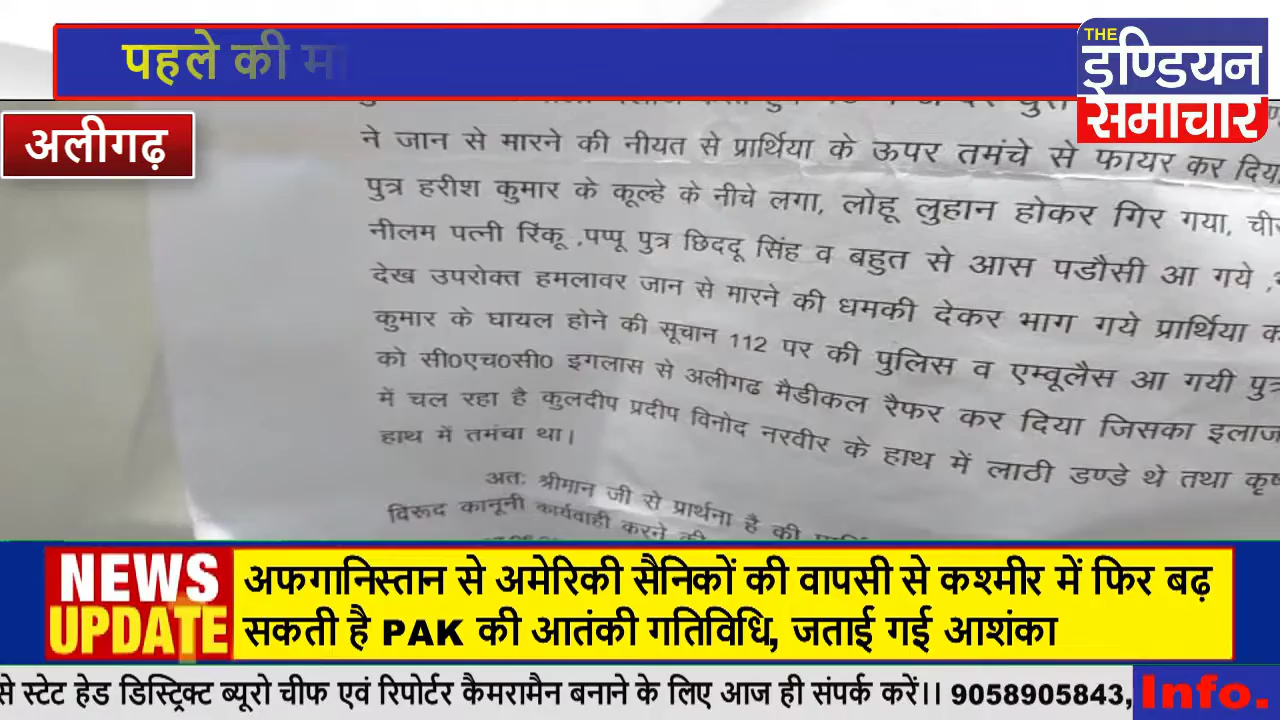 पहले की
THE
इण्डियन
समाचार
अलीगढ़
ने जान से मारने की नीयत से प्रार्थिया के ऊपर तमंचे से फायर कर दिया
पुत्र हरीश कुमार के कूल्हे के नीचे लगा, लोहू लुहान होकर गिर गया,
नीलम पत्नी रिंकू ,पप्पू पुत्र छिददू सिंह व बहुत से आस पडौसी आ गये ,
देख उपरोक्त हमलावर जान से मारने की धमकी देकर भाग गये प्रार्थिया
कुमार के घायल होने की सूचान 112 पर की पुलिस व एम्वूलैस आ गयी पुत्र
को सी0एच0सी0 इगलास से अलीगढ मैडीकल रैफर कर दिया जिसका इलाज
में चल रहा है कुलदीप प्रदीप विनोद नरवीर के हाथ में लाठी डण्डे थे तथा
हाथ में तमंचा था।
अतः श्रीमान जी से प्रार्थना है की
विरूद कानूनी कार्यवाही करने की
NEWS
UPDATE
अफगानिस्तान से अमेरिकी सैनिकों की वापसी से कश्मीर में फिर बढ़
सकती है PAK की आतंकी गतिविधि, जताई गई आशंका
से स्टेट हेड डिस्ट्रिक्ट ब्यूरो चीफ एवं रिपोर्टर कैमरामैन बनाने के लिए आज ही संपर्क करें।। 9058905843,
Info.